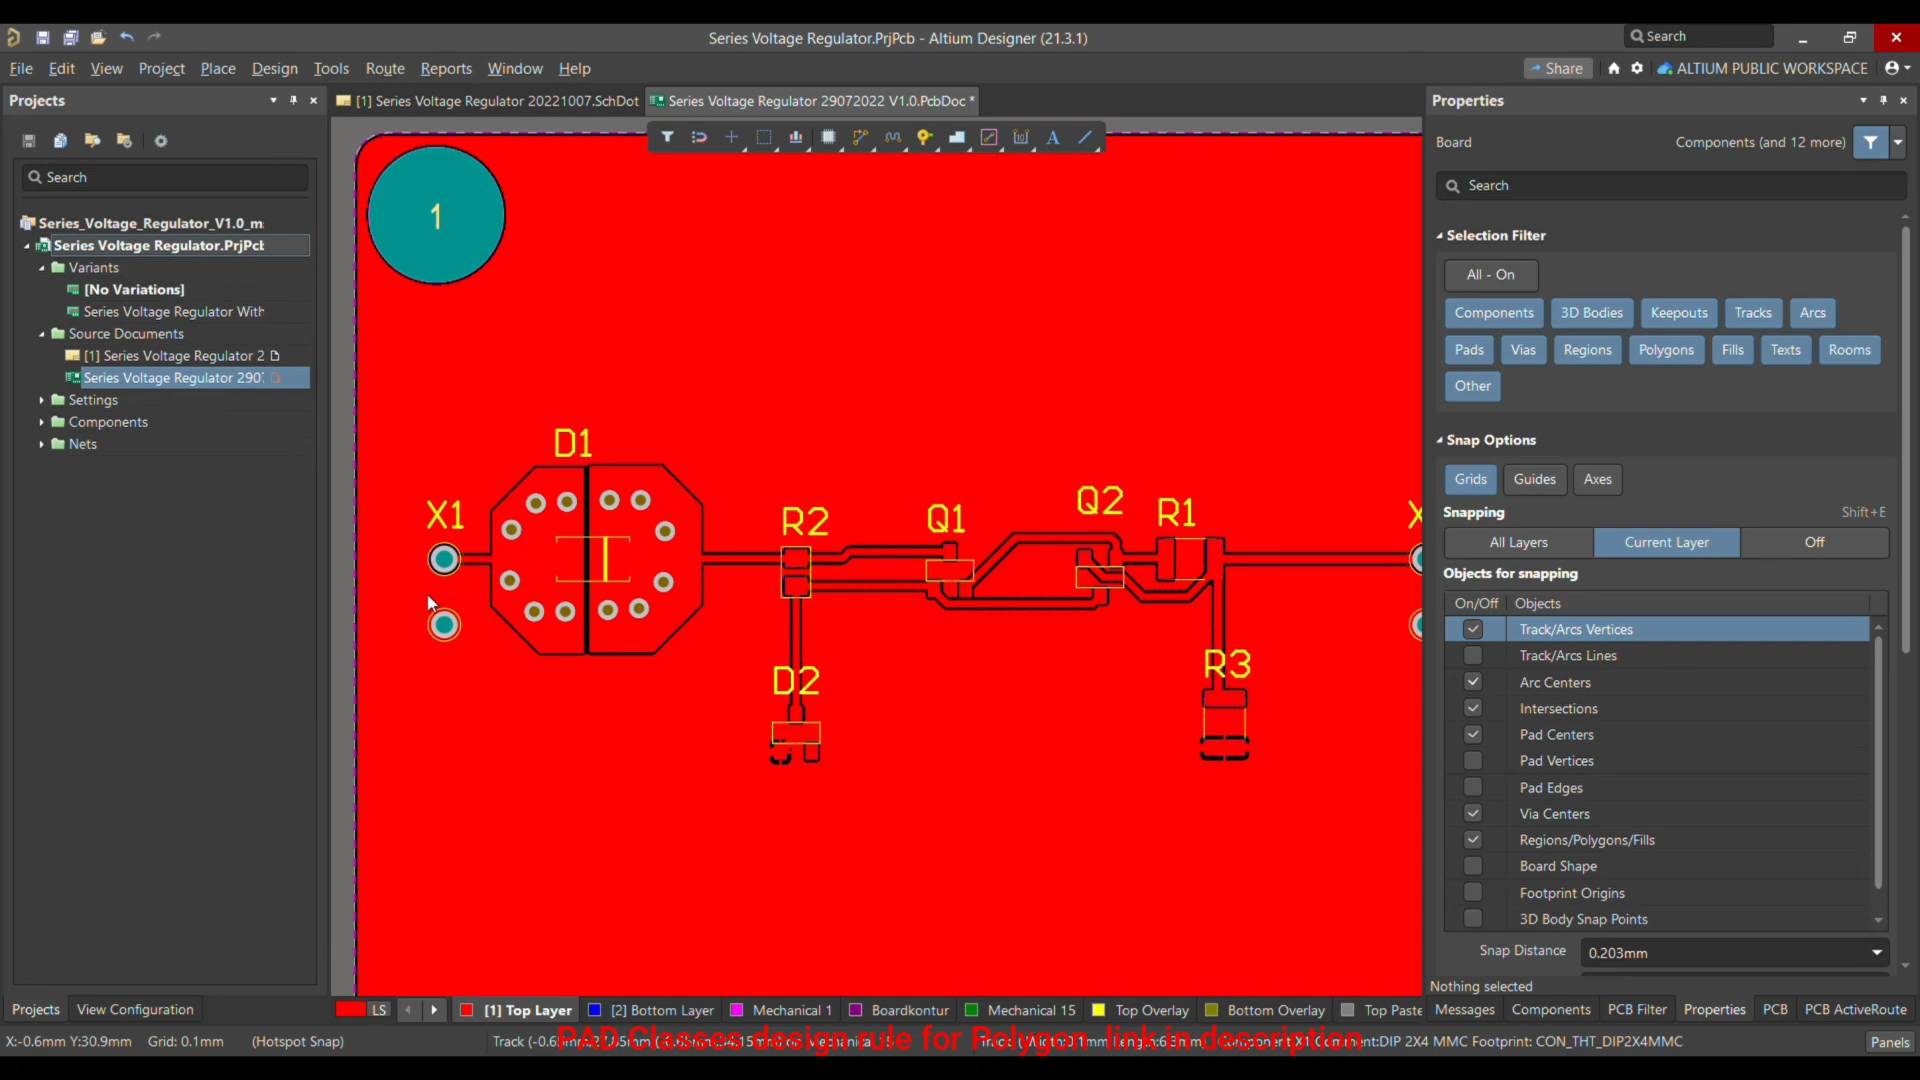 Series Voltage Regulator.PrjPcb - Altium Designer (21.3.1)
Search
File Edit View Project Place Design Tools Route Reports Window Help
Share
ALTIUM PUBLIC WORKSPACE
Projects
[1] Series Voltage Regulator 20221007.SchDot
Series Voltage Regulator 29072022 V1.0.PcbDoc *
Properties
Board
Components (and 12 more)
Search
Search
Series_Voltage_Regulator_V1.0_m
Series Voltage Regulator.PrjPcb
Variants
[No Variations]
Series Voltage Regulator With
Source Documents
[1] Series Voltage Regulator 2
Series Voltage Regulator 2907
Settings
Components
Nets
1
D1
X1
R2
Q1
Q2
R1
X
D2
R3
Selection Filter
All - On
Components 3D Bodies Keepouts Tracks Arcs
Pads Vias Regions Polygons Fills Texts Rooms
Other
Snap Options
Grids Guides Axes
Snapping Shift+E
All Layers Current Layer Off
Objects for snapping
On/Off Objects
Track/Arcs Vertices
Track/Arcs Lines
Arc Centers
Intersections
Pad Centers
Pad Vertices
Pad Edges
Via Centers
Regions/Polygons/Fills
Board Shape
Footprint Origins
3D Body Snap Points
Snap Distance 0.203mm
Nothing selected
Projects View Configuration
LS [1] Top Layer [2] Bottom Layer Mechanical 1 Boardkontur Mechanical 15 Top Overlay Bottom Overlay Top Paste
Messages Components PCB Filter Properties PCB PCB ActiveRoute
PAD Classes design rule for Polygon link in description
X:-0.6mm Y:30.9mm Grid: 0.1mm (Hotspot Snap)
Component X1 Comment:DIP 2X4 MMC Footprint: CON_THT_DIP2X4MMC
Panels